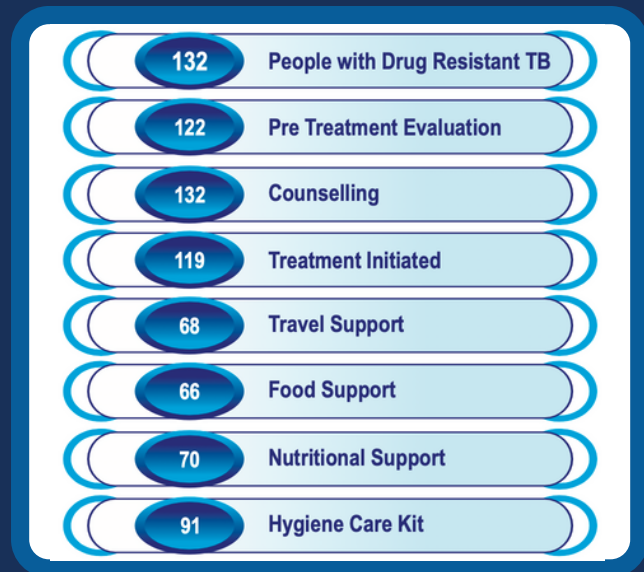 132 People with Drug Resistant TB
122 Pre Treatment Evaluation
132 Counselling
119 Treatment Initiated
68 Travel Support
66 Food Support
70 Nutritional Support
91 Hygiene Care Kit